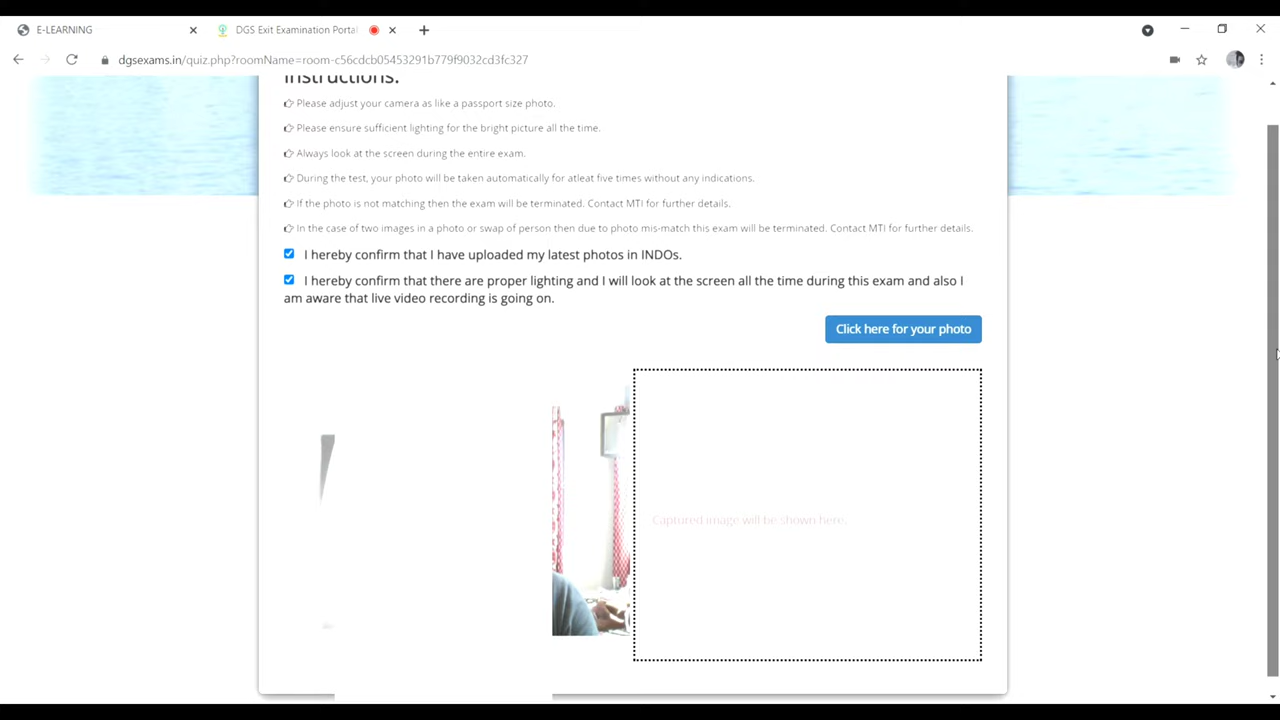 E-LEARNING
DGS Exit Examination Portal
dgsexams.in/quiz.php?roomName=room-c56cdcb05453291b779f9032cd3fc327
Instructions:
Please adjust your camera as like a passport size photo.
Please ensure sufficient lighting for the bright picture all the time.
Always look at the screen during the entire exam.
During the test, your photo will be taken automatically for atleat five times without any indications.
If the photo is not matching then the exam will be terminated. Contact MTI for further details.
In the case of two images in a photo or swap of person then due to photo mis-match this exam will be terminated. Contact MTI for further details.
I hereby confirm that I have uploaded my latest photos in INDOs.
I hereby confirm that there are proper lighting and I will look at the screen all the time during this exam and also I
am aware that live video recording is going on.
Click here for your photo
Captured image will be shown here.